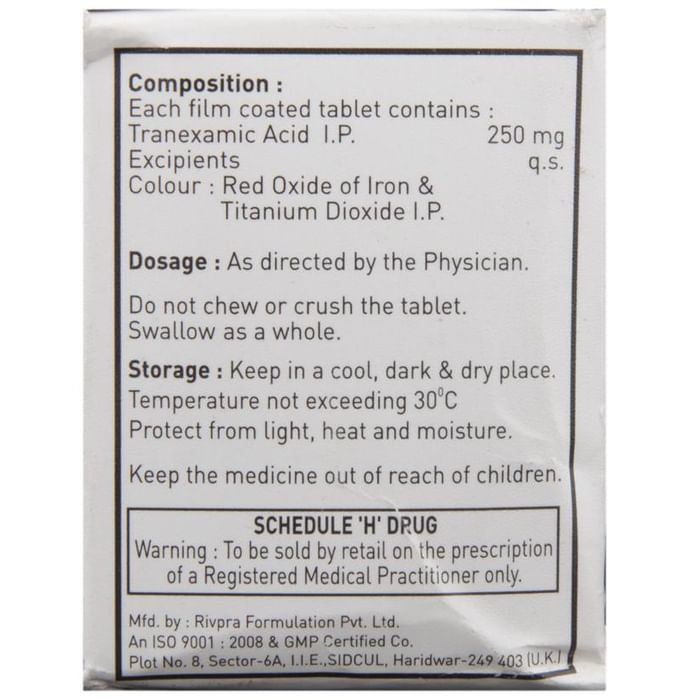 Composition :
Each film coated tablet contains :
Tranexamic Acid I.P. 250 mg
Excipients q.s.
Colour : Red Oxide of Iron &
Titanium Dioxide I.P.
Dosage : As directed by the Physician.
Do not chew or crush the tablet.
Swallow as a whole.
Storage : Keep in a cool, dark & dry place.
Temperature not exceeding 30⁰C
Protect from light, heat and moisture.
Keep the medicine out of reach of children.
SCHEDULE 'H' DRUG
Warning : To be sold by retail on the prescription
of a Registered Medical Practitioner only.
Mfd. by : Rivpra Formulation Pvt. Ltd.
An ISO 9001 : 2008 & GMP Certified Co.
Plot No. 8, Sector-6A, I.I.E.,SIDCUL, Haridwar-249 403 (U.K.)